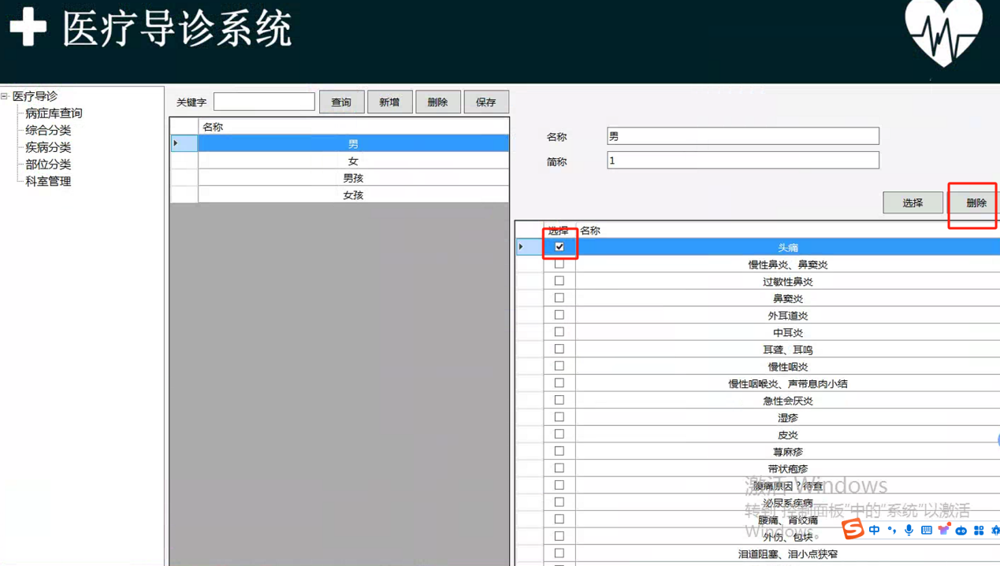 医疗导诊系统
医疗导诊
病症库查询
综合分类
疾病分类
部位分类
科室管理
关键字 查询 新增 删除 保存
名称
男
女
男孩
女孩
名称 男
简称 1
选择 删除
选择 名称
头痛
慢性鼻炎、鼻窦炎
过敏性鼻炎
鼻窦炎
外耳道炎
中耳炎
耳聋、耳鸣
慢性咽炎
慢性咽喉炎、声带息肉小结
急性会厌炎
湿疹
皮炎
荨麻疹
带状疱疹
腹痛原因？待查
泌尿系疾病
腰痛、肾绞痛
外伤、包块
泪道阻塞、泪小点狭窄
激活 Windows
转到"控制面板"中的"系统"以激活
Windows。
S 中